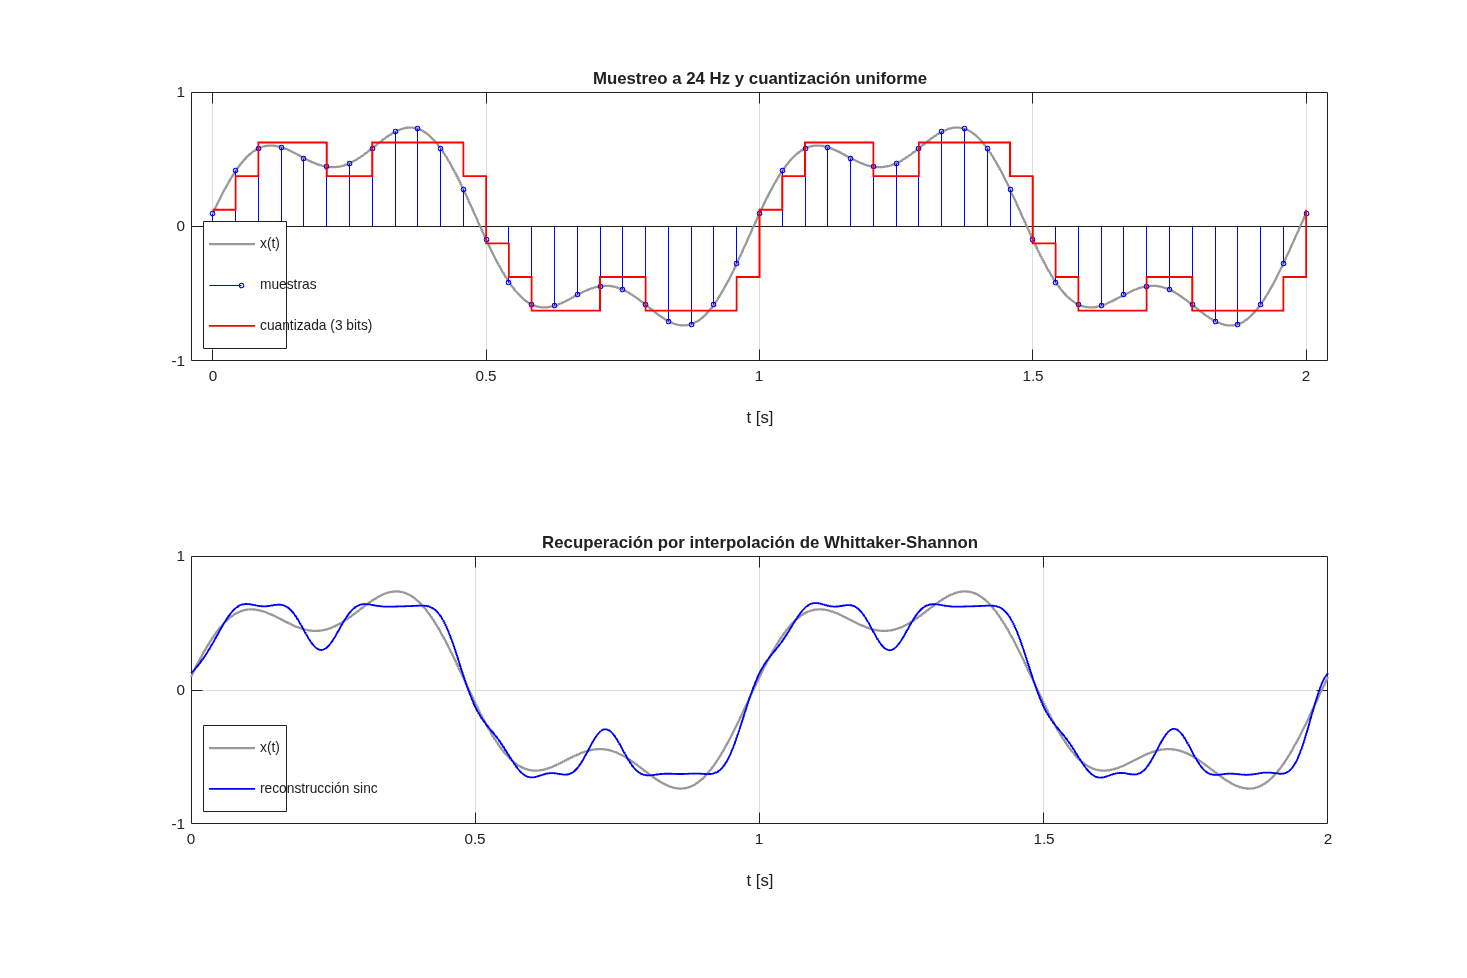 Muestreo a 24 Hz y cuantización uniforme
1
0
-1
x(t)
muestras
cuantizada (3 bits)
0 0.5 1 1.5 2
t [s]
Recuperación por interpolación de Whittaker-Shannon
1
0
-1
x(t)
reconstrucción sinc
0 0.5 1 1.5 2
t [s]